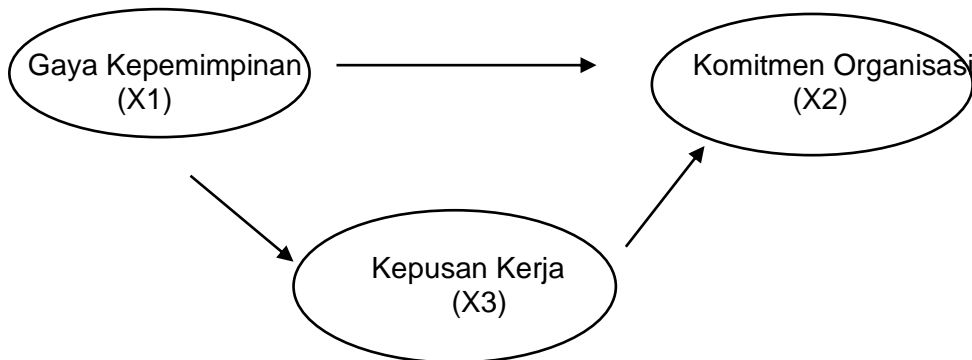 Gaya Kepemimpinan
(X1)
Komitmen Organisasi
(X2)
Kepusan Kerja
(X3)